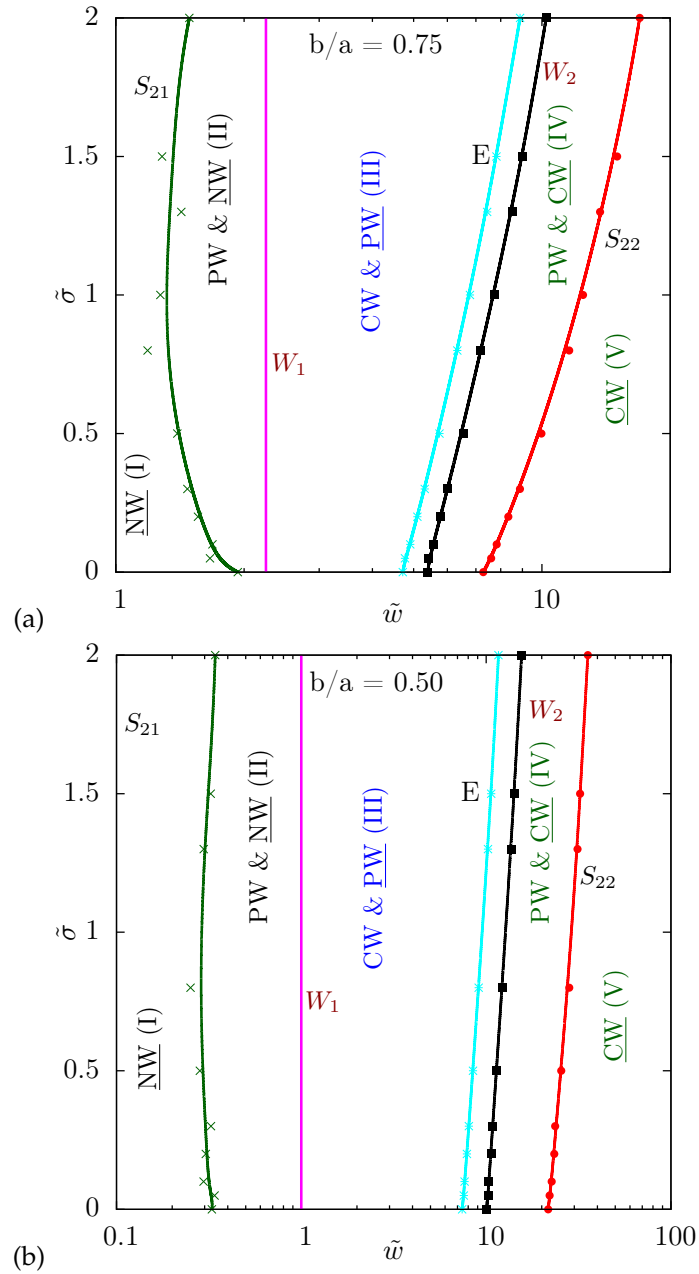 b/a = 0.75
S21
W2
E
PW & NW (II)
CW & PW (III)
PW & CW (IV)
S22
W1
CW (V)
NW (I)
0
0.5
1
1.5
2
σ̃
1
10
w̃
(a)
b/a = 0.50
S21
W2
E
PW & NW (II)
CW & PW (III)
PW & CW (IV)
S22
W1
NW (I)
CW (V)
0
0.5
1
1.5
2
σ̃
0.1
1
10
100
w̃
(b)